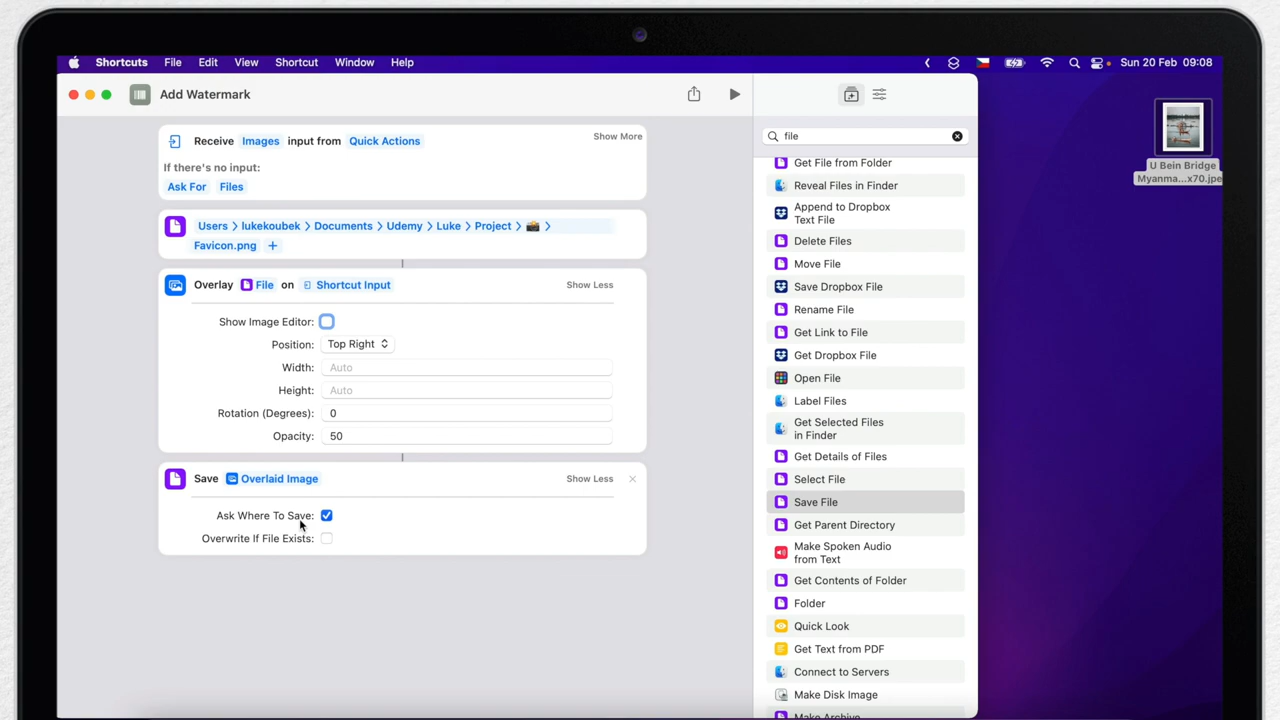 Shortcuts File Edit View Shortcut Window Help
Sun 20 Feb 09:08
Add Watermark
Receive Images input from Quick Actions
Show More
If there's no input:
Ask For Files
Users > lukekoubek > Documents > Udemy > Luke > Project > 📸 >
Favicon.png +
Overlay File on Shortcut Input
Show Less
Show Image Editor:
Position: Top Right
Width: Auto
Height: Auto
Rotation (Degrees): 0
Opacity: 50
Save Overlaid Image
Show Less
Ask Where To Save:
Overwrite If File Exists:
file
Get File from Folder
Reveal Files in Finder
Append to Dropbox
Text File
Delete Files
Move File
Save Dropbox File
Rename File
Get Link to File
Get Dropbox File
Open File
Label Files
Get Selected Files
in Finder
Get Details of Files
Select File
Save File
Get Parent Directory
Make Spoken Audio
from Text
Get Contents of Folder
Folder
Quick Look
Get Text from PDF
Connect to Servers
Make Disk Image
Make Archive
U Bein Bridge
Myanma...x70.jpe